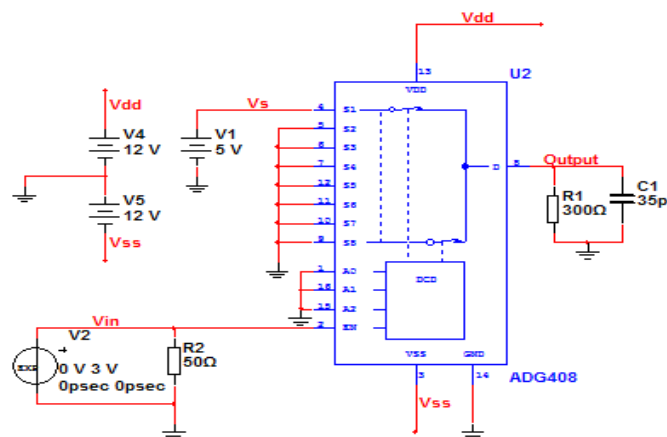 Vdd
U2
13
VDD
Vdd
Vs
4
S1
V4
12 V
V1
5 V
5
S2
6
S3
7
S4
12
S5
11
S6
10
S7
9
S8
D
8
Output
R1
300Ω
C1
35p
V5
12 V
Vss
1
A0
16
A1
15
A2
2
EN
DCD
Vin
V2
+
0 V 3 V
0psec 0psec
R2
50Ω
VSS
GND
3
14
ADG408
Vss